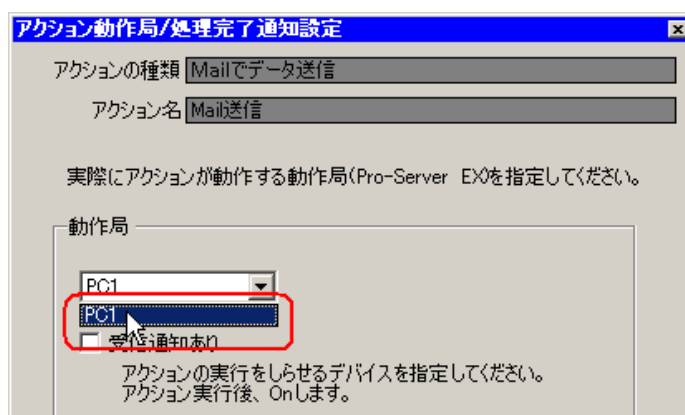 アクション動作局/処理完了通知設定
アクションの種類 Mailでデータ送信
アクション名 Mail送信
実際にアクションが動作する動作局(Pro-Server EX)を指定してください。
動作局
PC1
PC1
受信通知あり
アクションの実行をしらせるデバイスを指定してください。
アクション実行後、Onします。